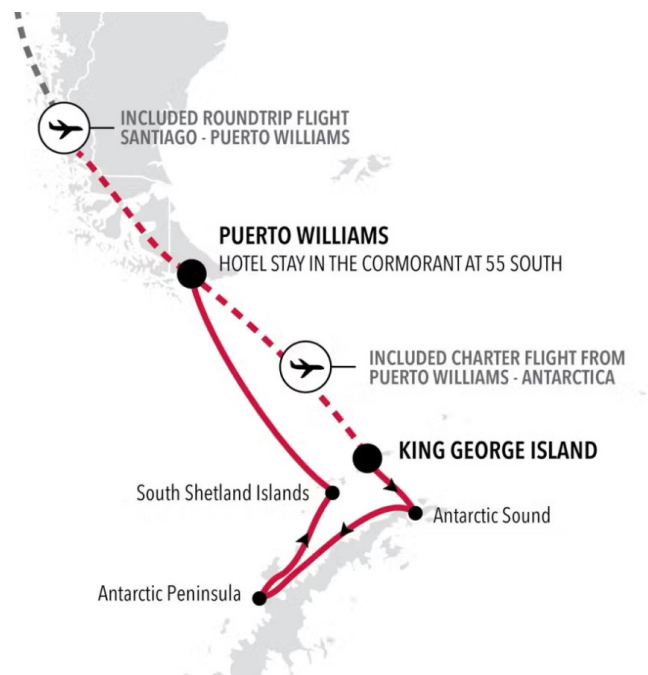 INCLUDED ROUNDTRIP FLIGHT
SANTIAGO - PUERTO WILLIAMS
PUERTO WILLIAMS
HOTEL STAY IN THE CORMORANT AT 55 SOUTH
INCLUDED CHARTER FLIGHT FROM
PUERTO WILLIAMS - ANTARCTICA
KING GEORGE ISLAND
South Shetland Islands
Antarctic Sound
Antarctic Peninsula